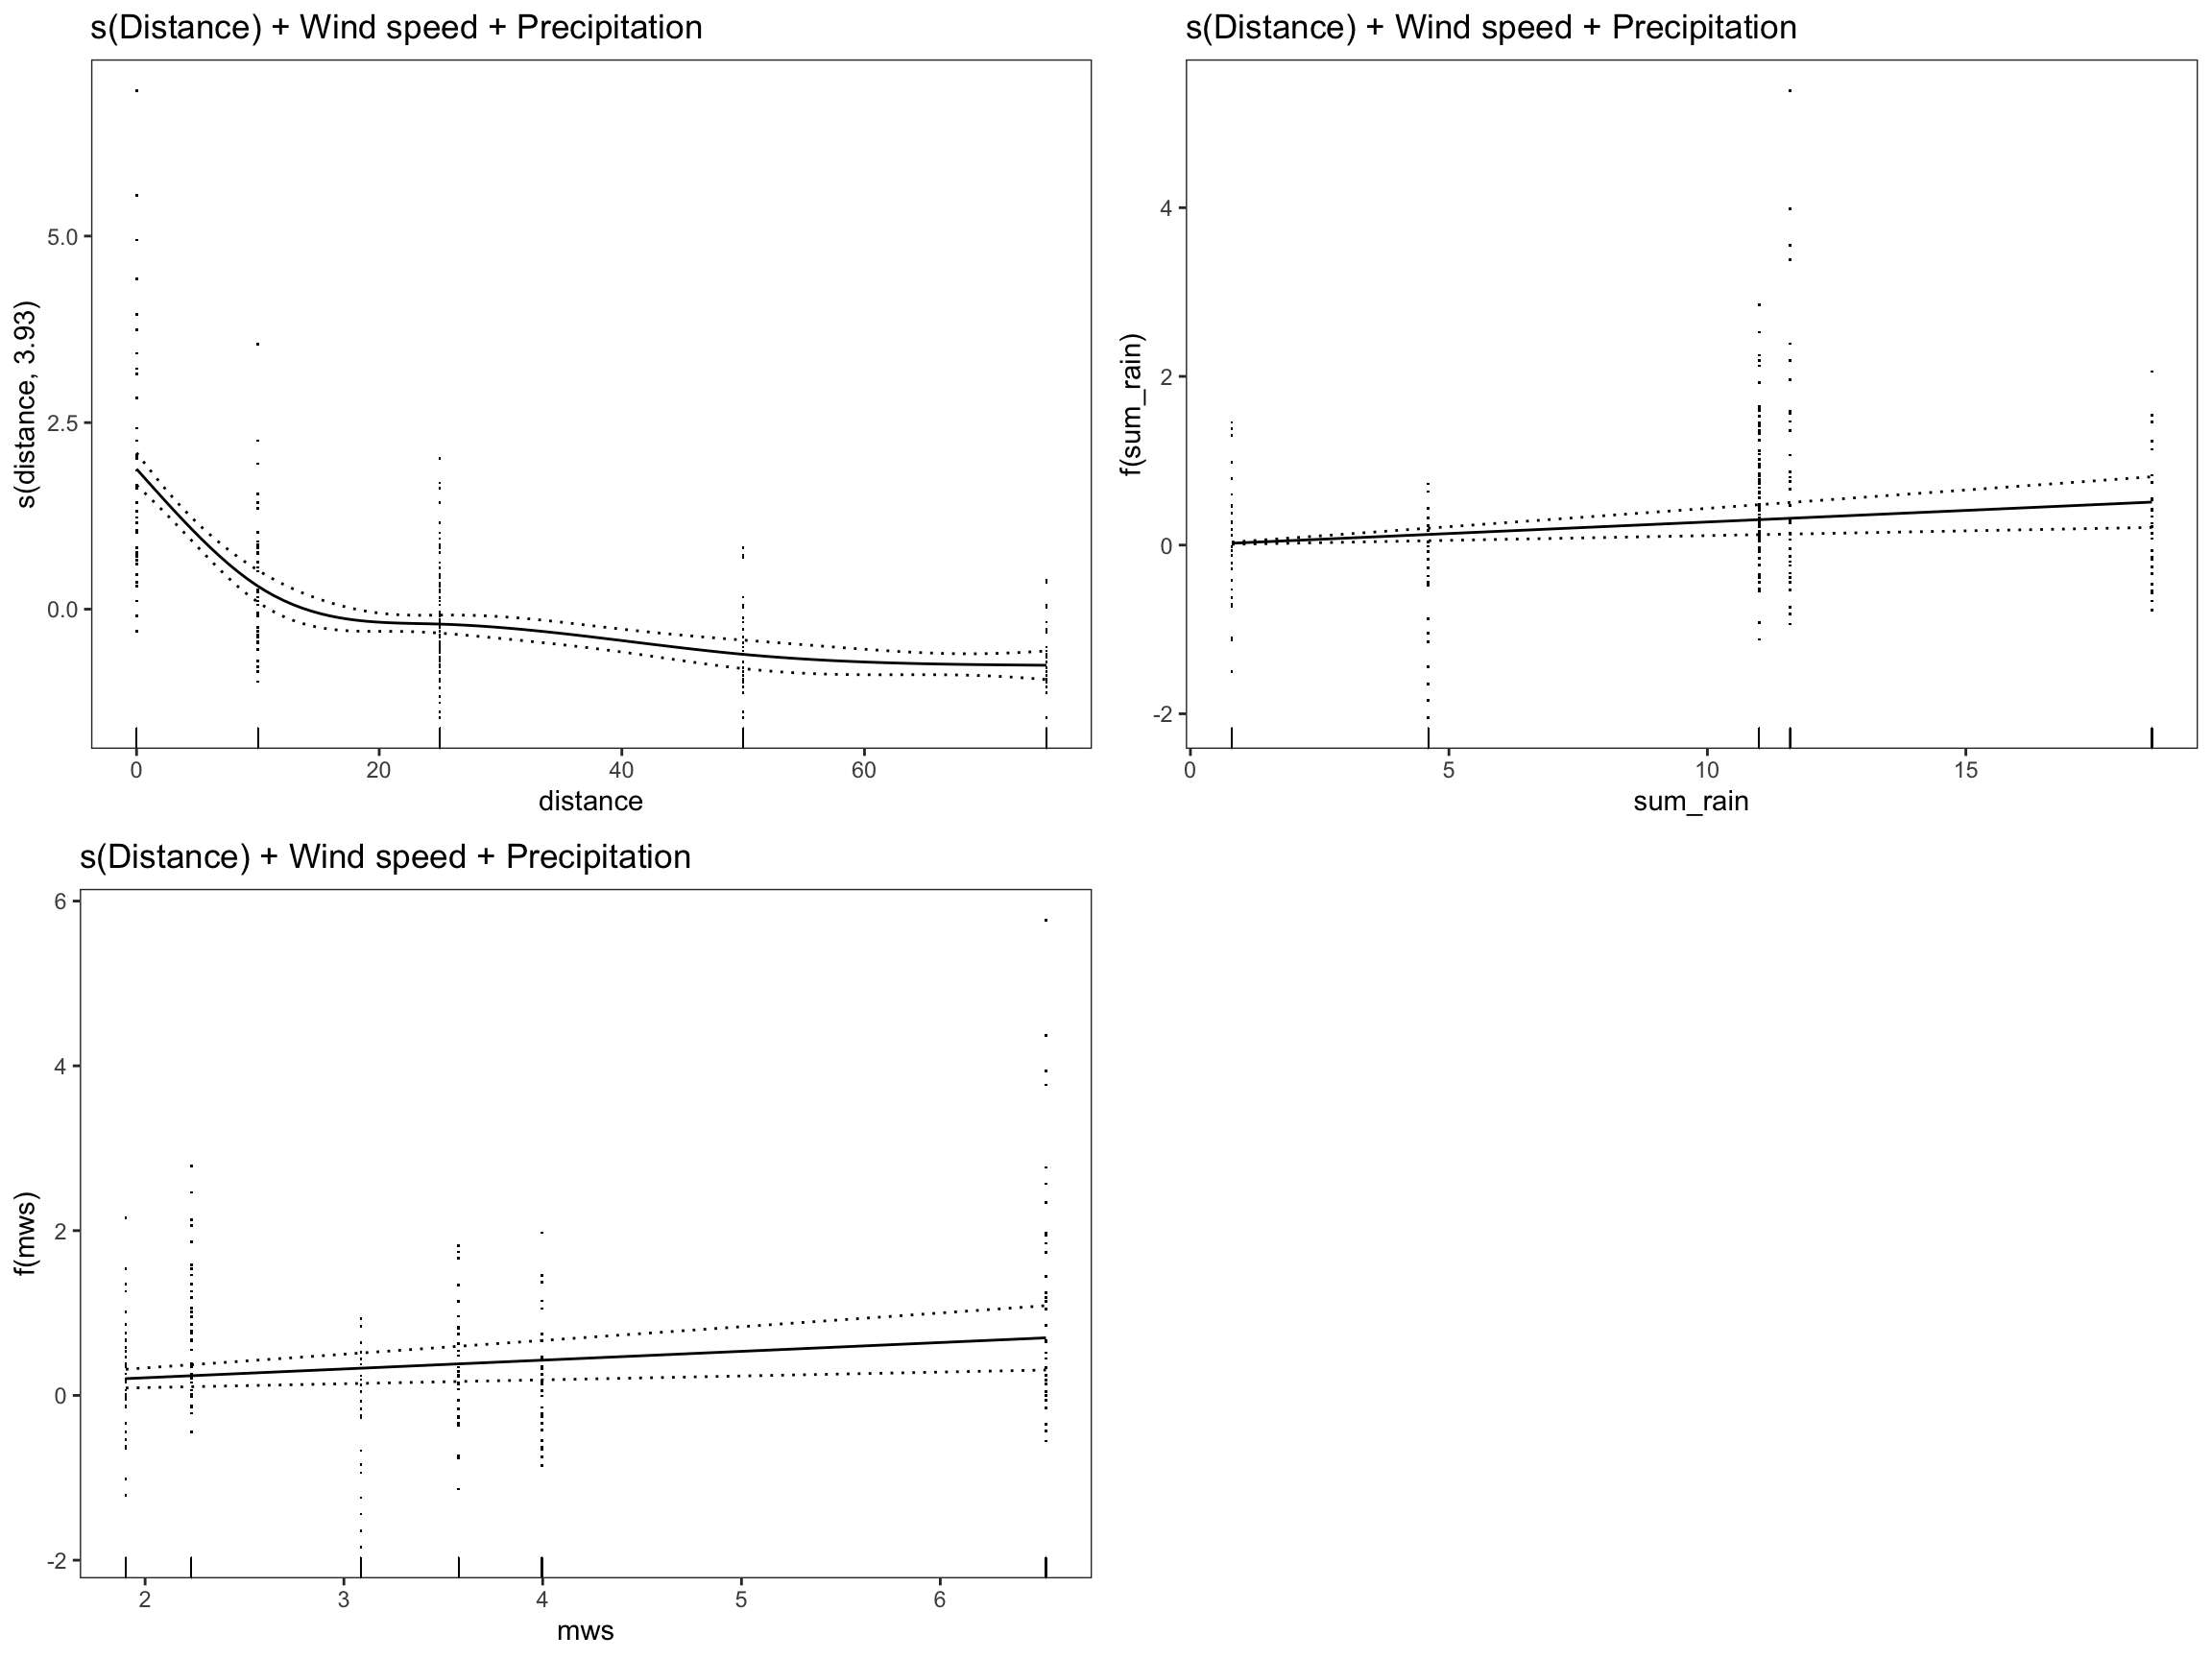 s(Distance) + Wind speed + Precipitation
s(distance, 3.93)
5.0
2.5
0.0
0 20 40 60
distance
s(Distance) + Wind speed + Precipitation
f(sum_rain)
4
2
0
-2
0 5 10 15
sum_rain
s(Distance) + Wind speed + Precipitation
f(mws)
6
4
2
0
-2
2 3 4 5 6
mws